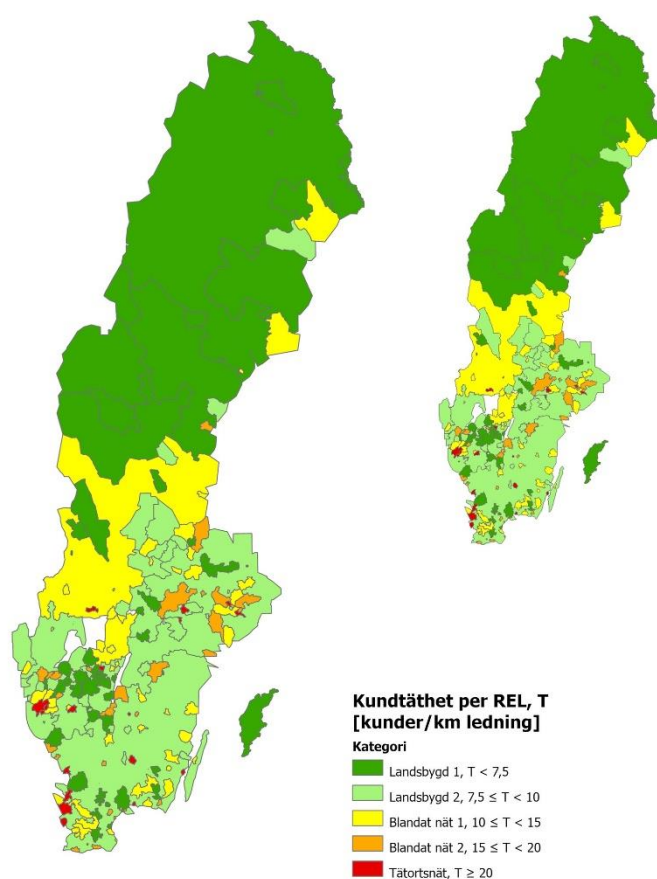 Kundtäthet per REL, T
[kunder/km ledning]
Kategori
Landsbygd 1, T < 7,5
Landsbygd 2, 7,5 ≤ T < 10
Blandat nät 1, 10 ≤ T < 15
Blandat nät 2, 15 ≤ T < 20
Tätortsnät, T ≥ 20